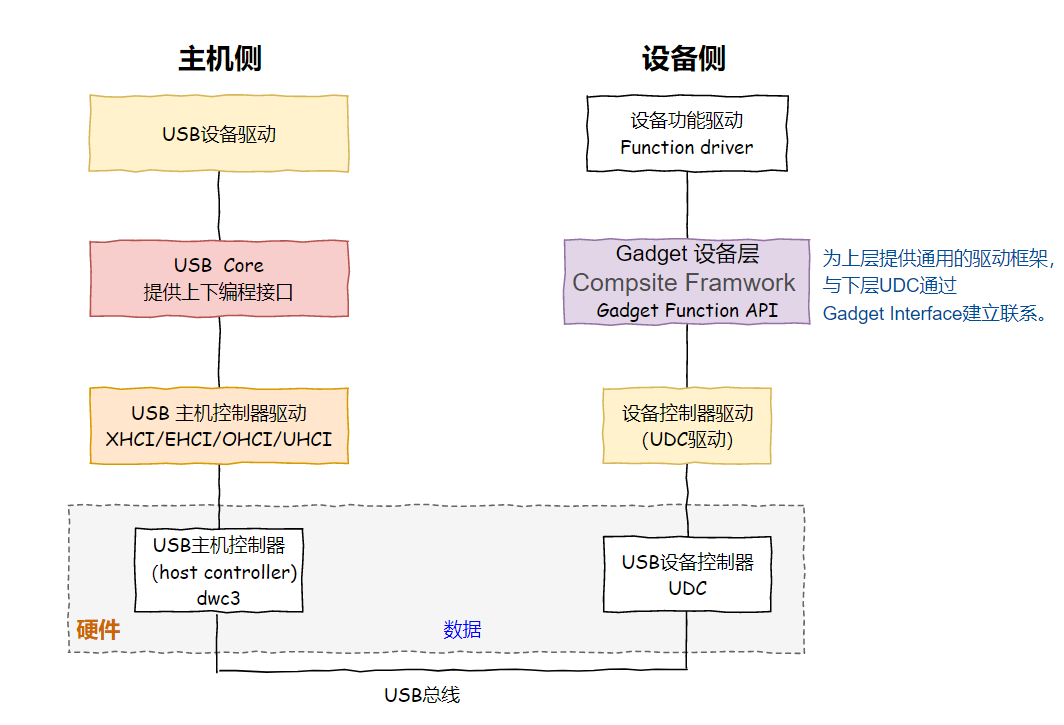 主机侧
设备侧
USB设备驱动
设备功能驱动
Function driver
USB Core
提供上下编程接口
Gadget 设备层
Compsite Framwork
Gadget Function API
为上层提供通用的驱动框架，
与下层UDC通过
Gadget Interface建立联系。
USB 主机控制器驱动
XHCI/EHCI/OHCI/UHCI
设备控制器驱动
(UDC驱动)
USB主机控制器
(host controller)
dwc3
USB设备控制器
UDC
硬件
数据
USB总线